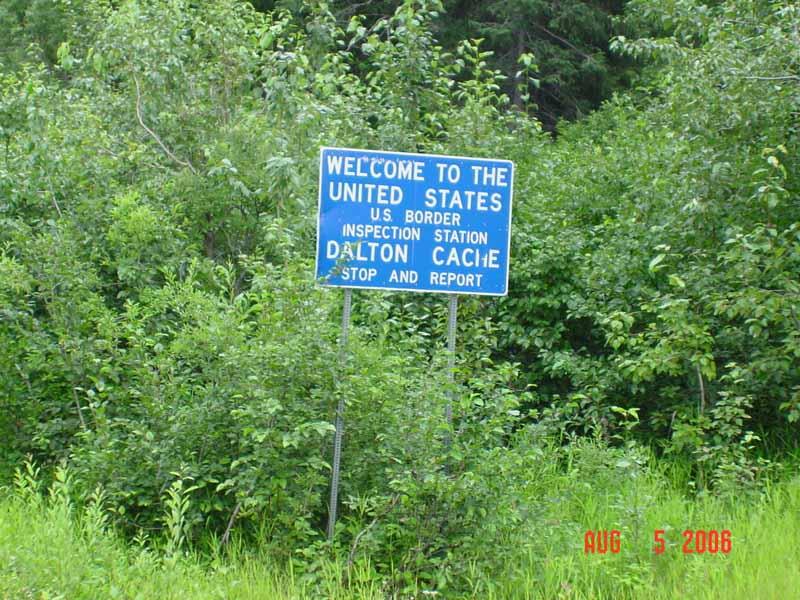 WELCOME TO THE
UNITED STATES
U.S. BORDER
INSPECTION STATION
DALTON CACHE
STOP AND REPORT
AUG 5 2006